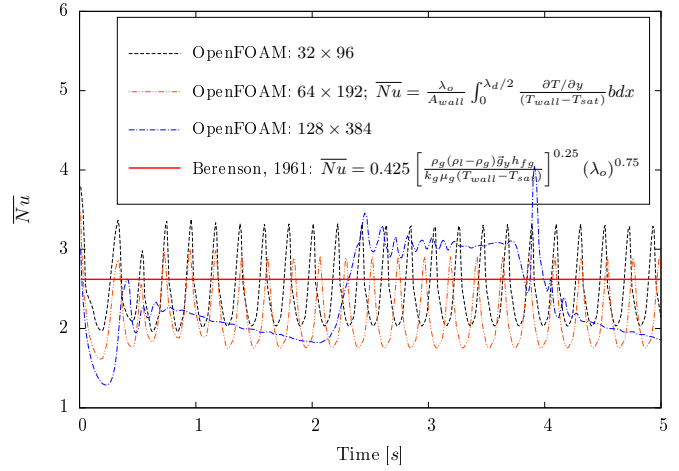 6
5
4
3
2
1
0 1 2 3 4 5
$\overline{Nu}$
Time [s]
OpenFOAM: 32 × 96
OpenFOAM: 64 × 192; $\overline{Nu} = \frac{\lambda_o}{A_{wall}} \int_0^{\lambda_d/2} \frac{\partial T/\partial y}{(T_{wall}-T_{sat})} bdx$
OpenFOAM: 128 × 384
Berenson, 1961: $\overline{Nu} = 0.425 \left[ \frac{\rho_g(\rho_l-\rho_g)\vec{g}_y h_{fg}}{k_g\mu_g(T_{wall}-T_{sat})} \right]^{0.25} (\lambda_o)^{0.75}$